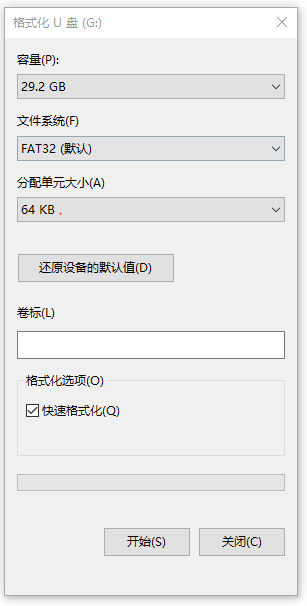 格式化 U 盘 (G:)
容量(P):
29.2 GB
文件系统(F)
FAT32 (默认)
分配单元大小(A)
64 KB .
还原设备的默认值(D)
卷标(L)
格式化选项(O)
快速格式化(Q)
开始(S)
关闭(C)